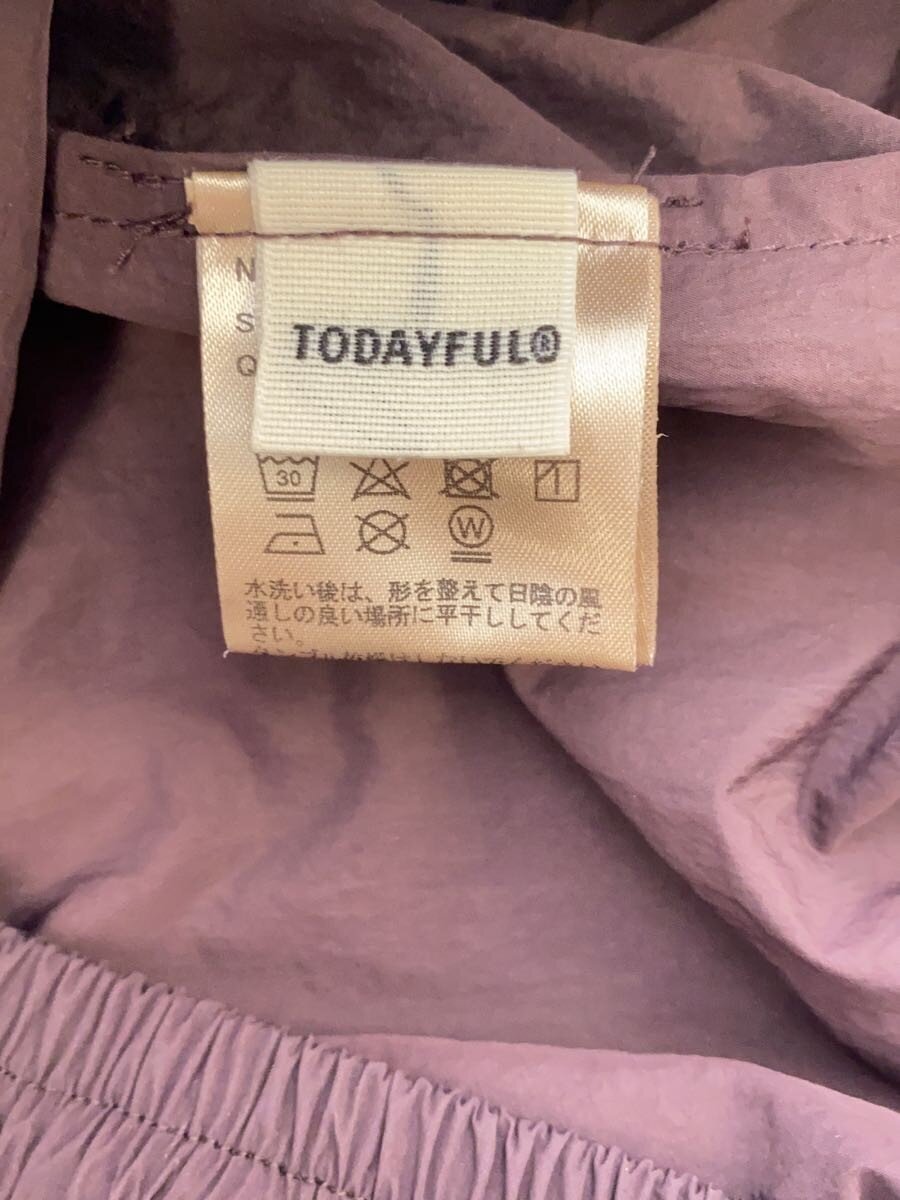 N
S
Q
TODAYFUL®
30
W
水洗い後は、形を整えて日陰の風
通しの良い場所に平干ししてくだ
さい。